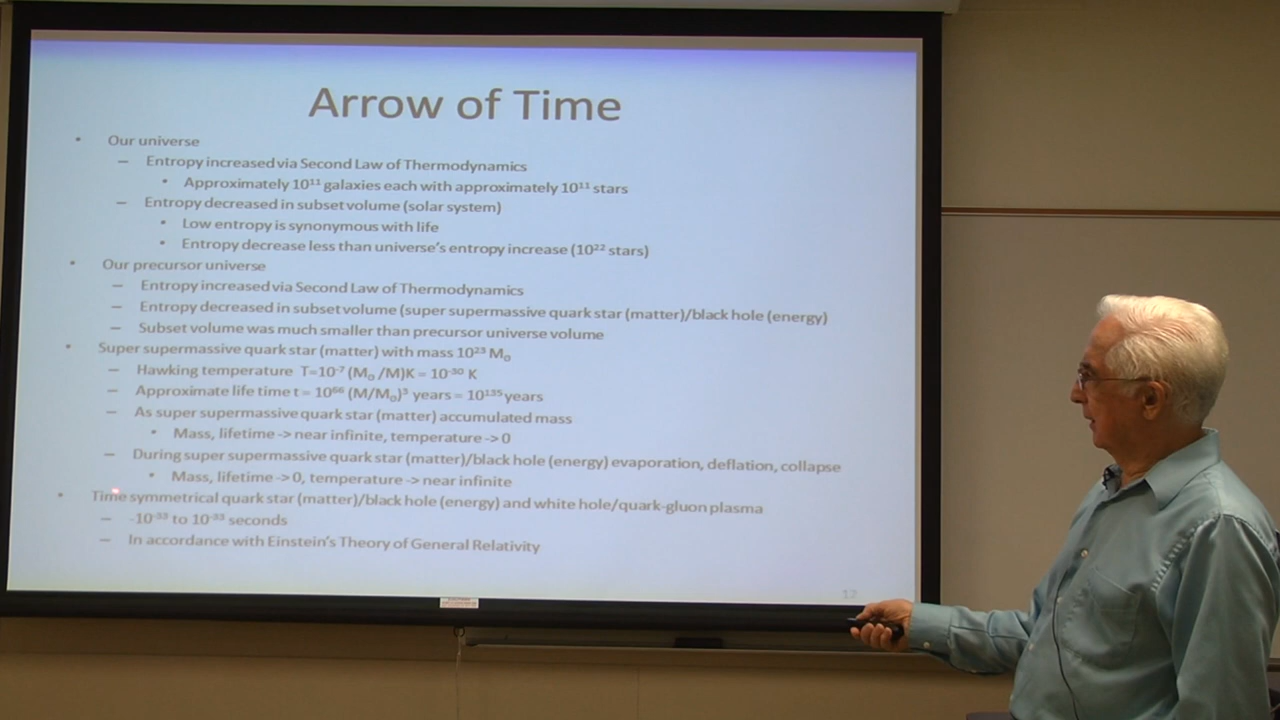 Arrow of Time
• Our universe
– Entropy increased via Second Law of Thermodynamics
• Approximately 10¹¹ galaxies each with approximately 10¹¹ stars
– Entropy decreased in subset volume (solar system)
• Low entropy is synonymous with life
• Entropy decrease less than universe's entropy increase (10²² stars)
• Our precursor universe
– Entropy increased via Second Law of Thermodynamics
– Entropy decreased in subset volume (super supermassive quark star (matter)/black hole (energy)
– Subset volume was much smaller than precursor universe volume
• Super supermassive quark star (matter) with mass 10²³ M☉
– Hawking temperature T=10⁻⁷ (M☉ /M)K = 10⁻³⁰ K
– Approximate life time t = 10⁶⁶ (M/M☉)³ years = 10¹³⁵ years
– As super supermassive quark star (matter) accumulated mass
• Mass, lifetime -> near infinite, temperature -> 0
– During super supermassive quark star (matter)/black hole (energy) evaporation, deflation, collapse
• Mass, lifetime -> 0, temperature -> near infinite
• Time symmetrical quark star (matter)/black hole (energy) and white hole/quark-gluon plasma
– -10⁻³³ to 10⁻³³ seconds
– In accordance with Einstein's Theory of General Relativity
12